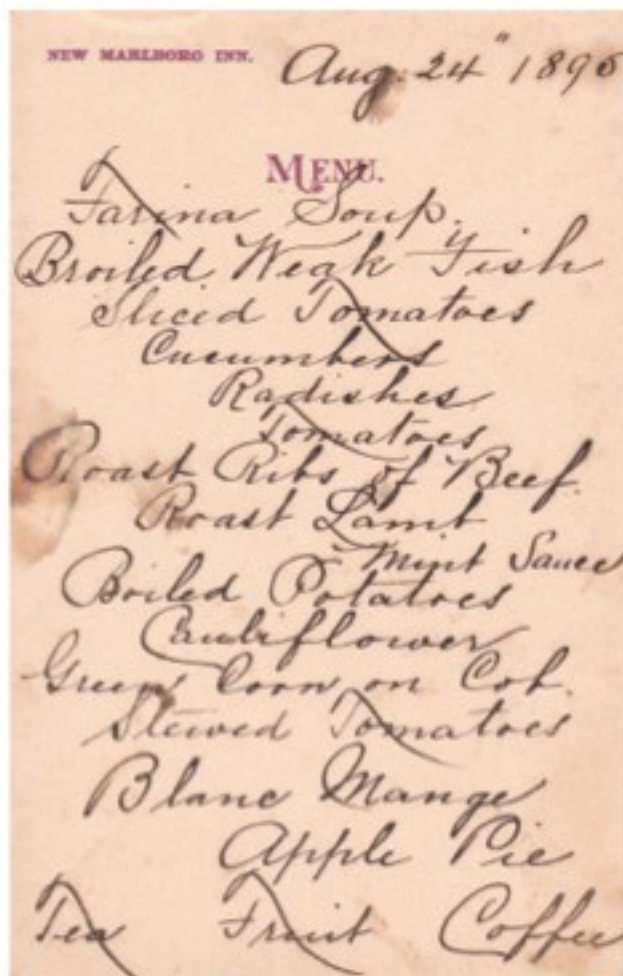 NEW MARLBORO INN.
Aug. 24" 1895
MENU.
Farina Soup.
Broiled Weak Fish
Sliced Tomatoes
Cucumbers
Radishes
Tomatoes
Roast Ribs of Beef.
Roast Lamb
Mint Sauce
Boiled Potatoes
Cauliflower
Green Corn on Cob.
Stewed Tomatoes
Blanc Mange
Apple Pie
Tea Fruit Coffee